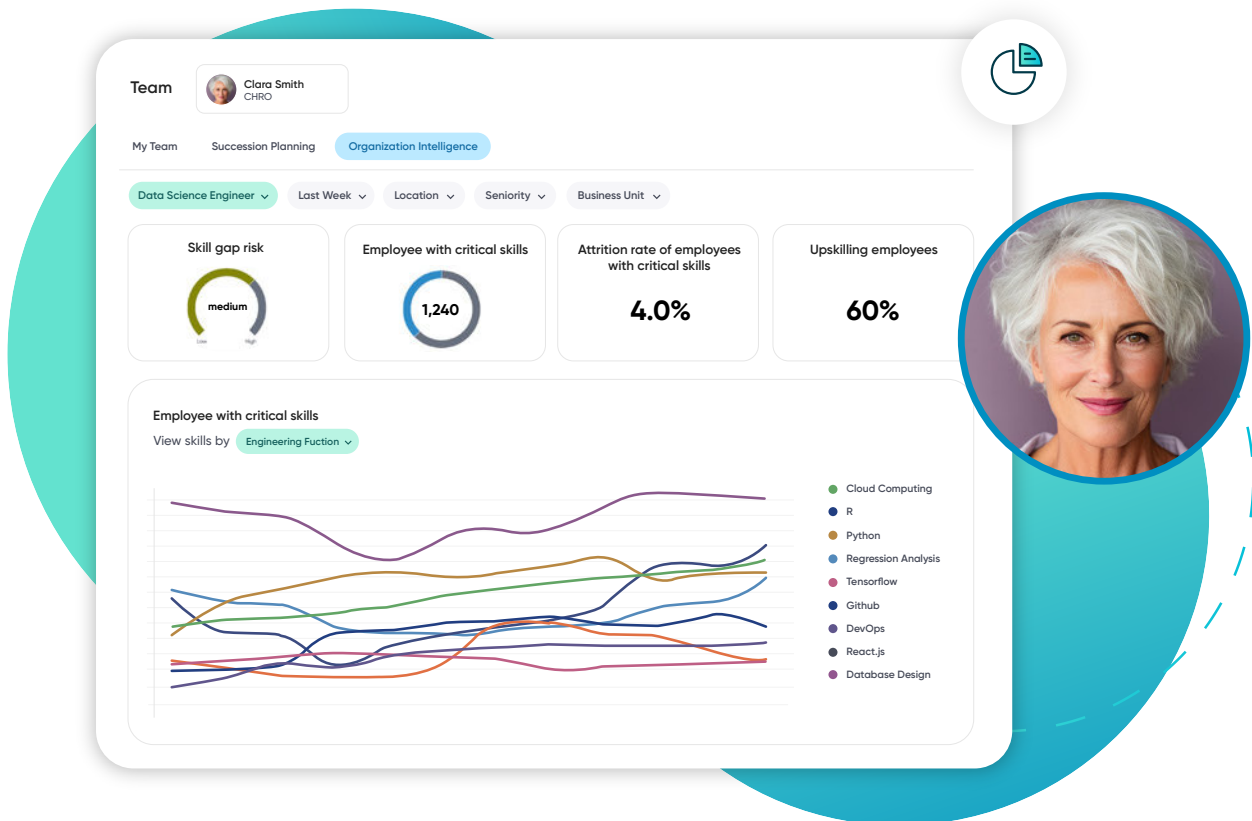 Team
Clara Smith
CHRO
My Team
Succession Planning
Organization Intelligence
Data Science Engineer
Last Week
Location
Seniority
Business Unit
Skill gap risk
medium
Low
High
Employee with critical skills
1,240
Attrition rate of employees
with critical skills
4.0%
Upskilling employees
60%
Employee with critical skills
View skills by
Engineering Fuction
Cloud Computing
R
Python
Regression Analysis
Tensorflow
Github
DevOps
React.js
Database Design